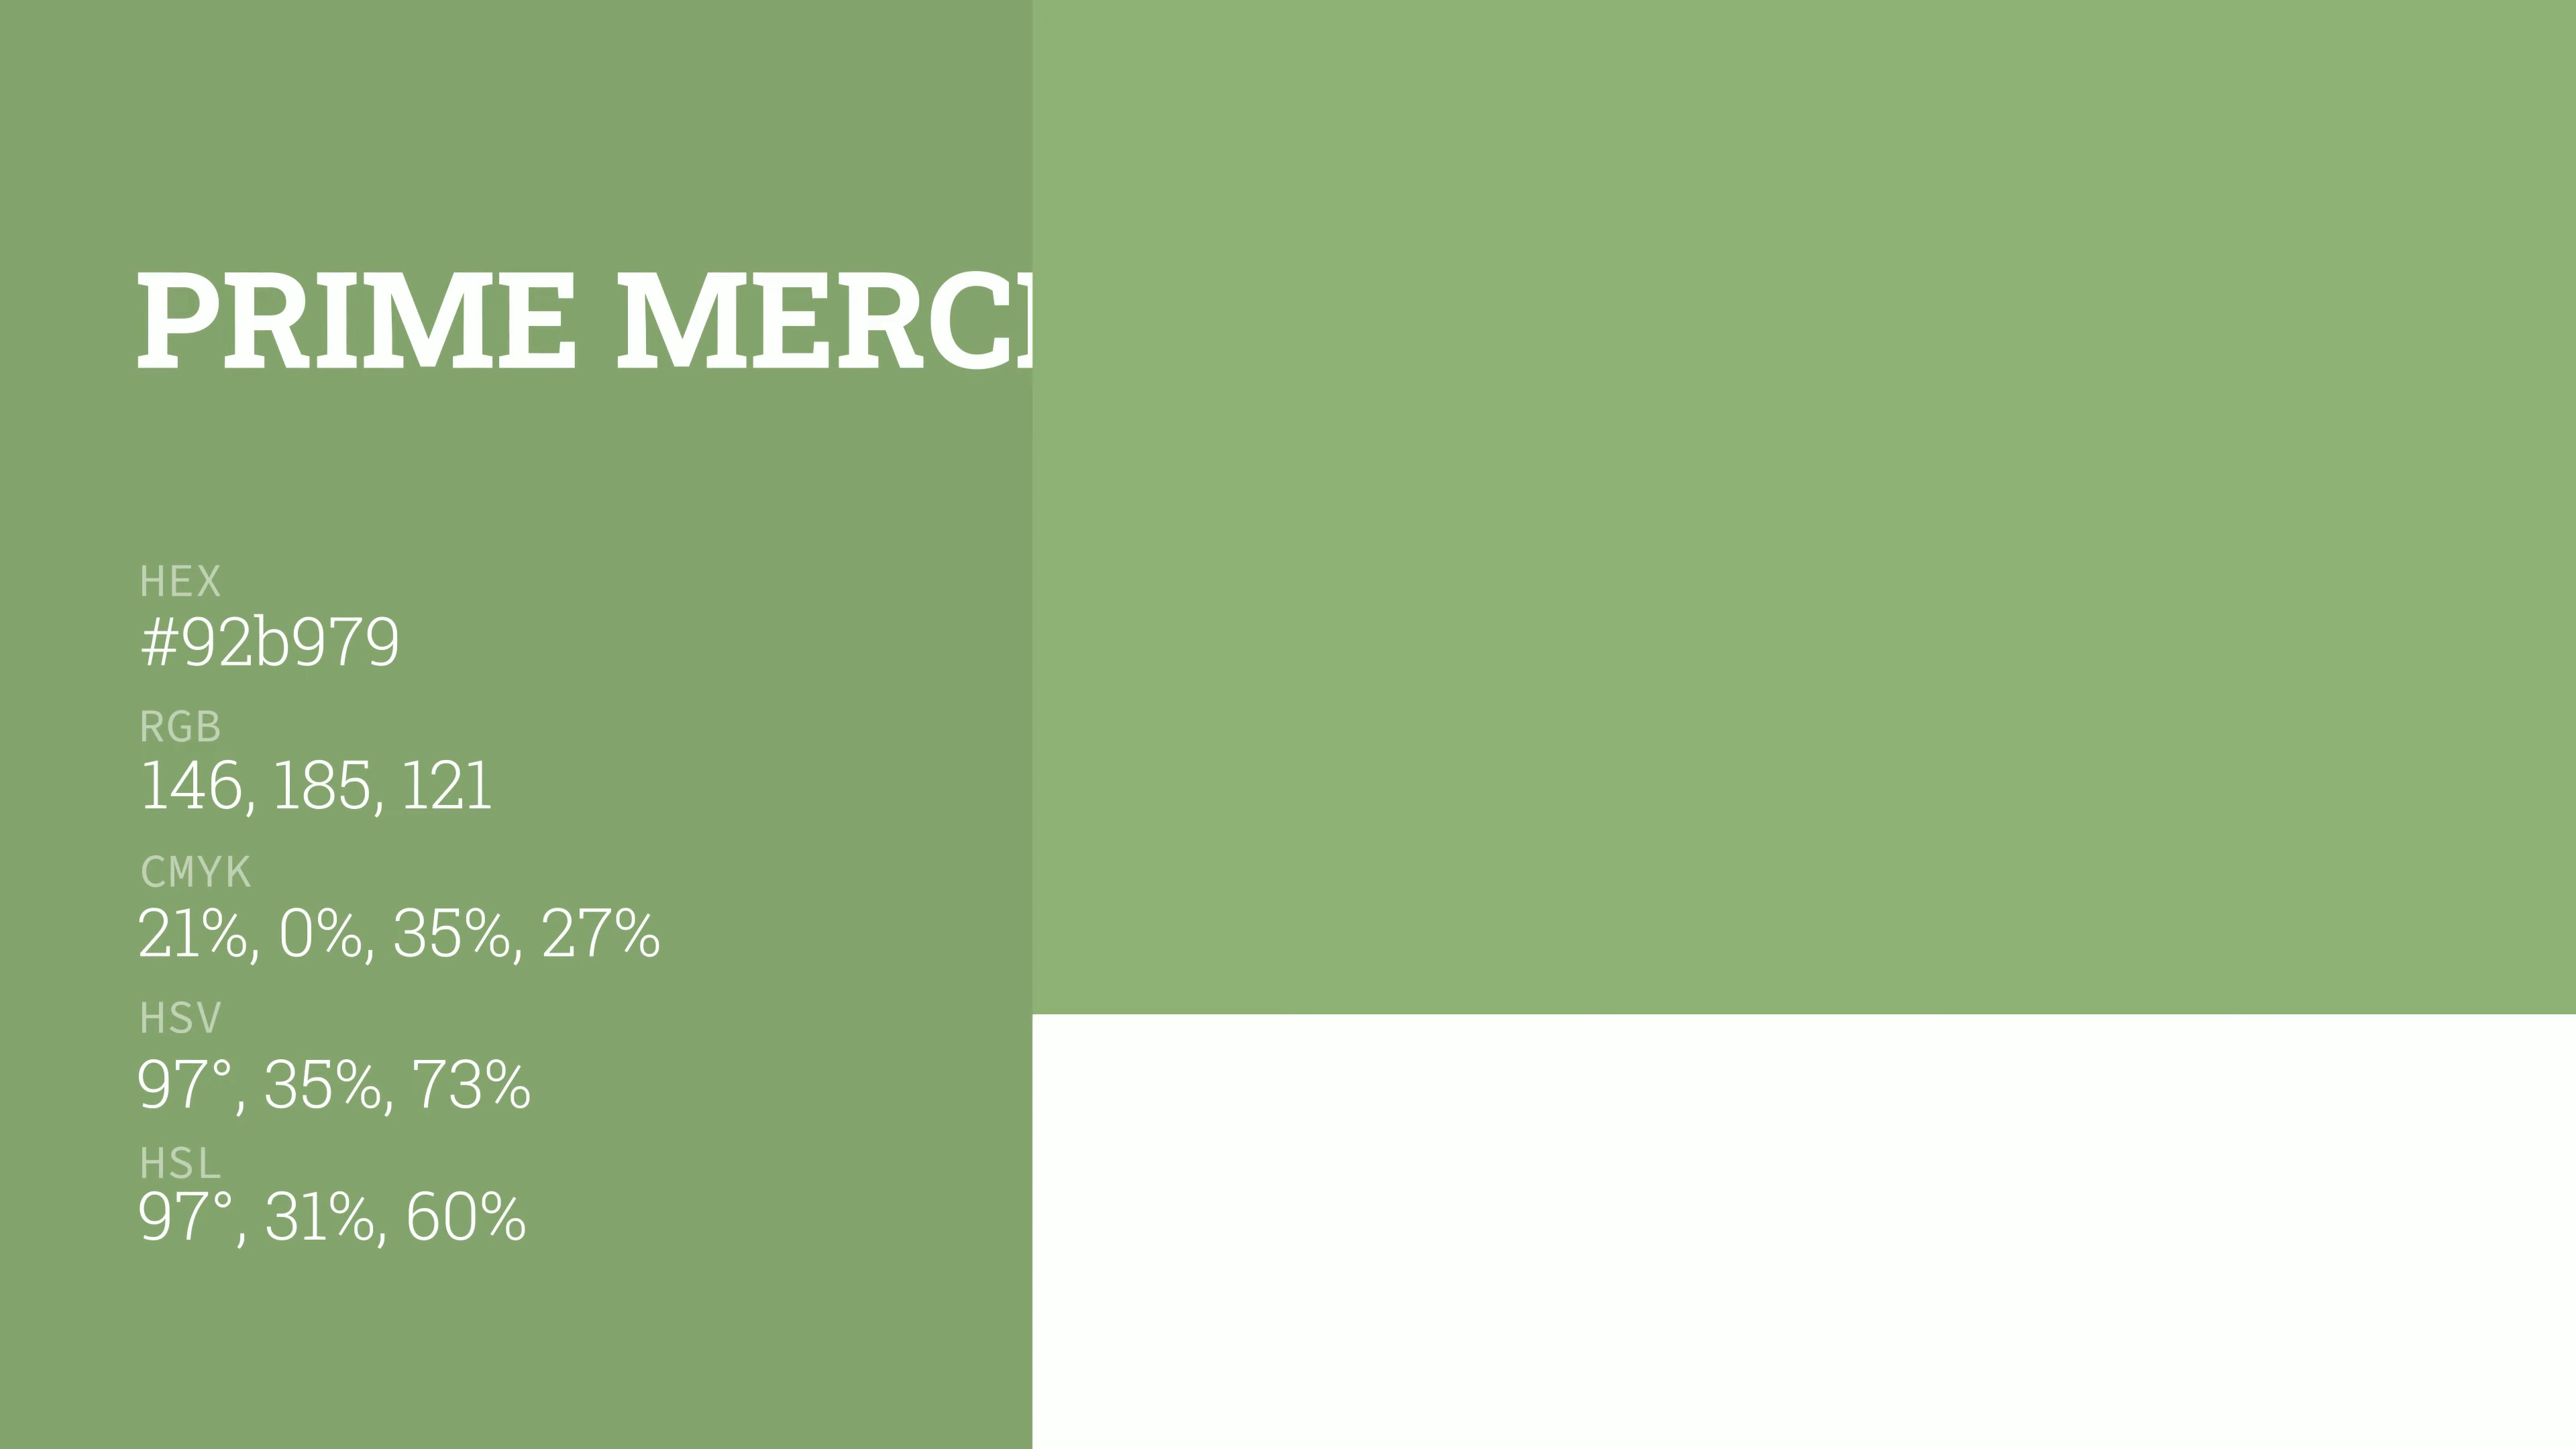 PRIME MERC
HEX
#92b979
RGB
146, 185, 121
CMYK
21%, 0%, 35%, 27%
HSV
97°, 35%, 73%
HSL
97°, 31%, 60%